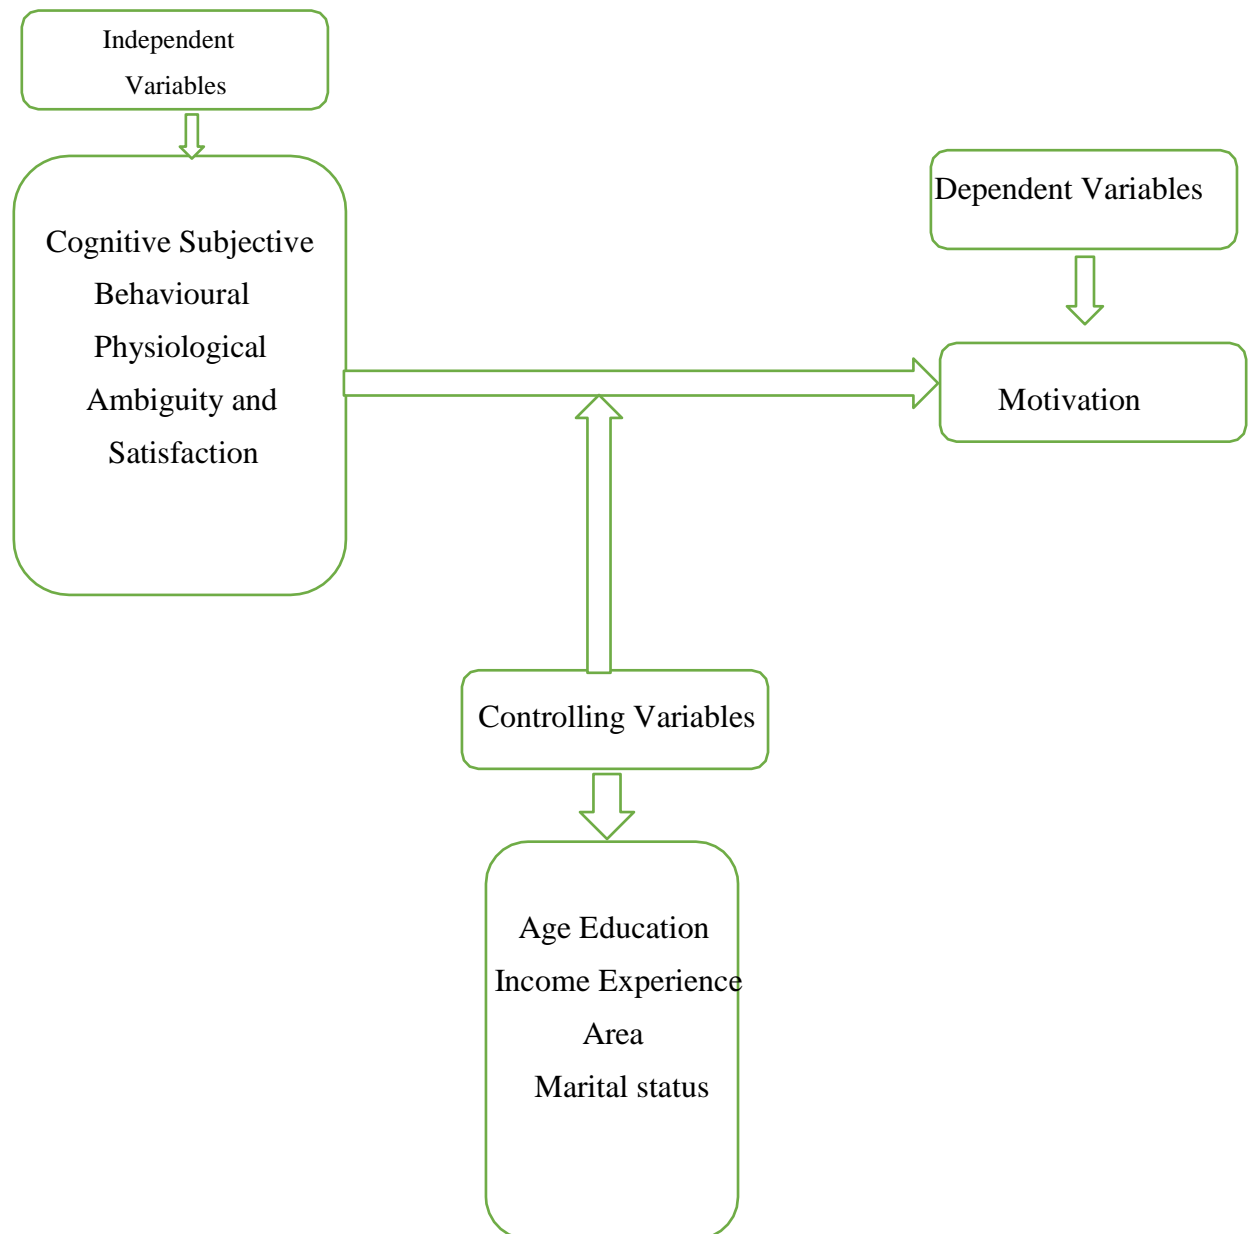 Independent
Variables
Cognitive Subjective
Behavioural
Physiological
Ambiguity and
Satisfaction
Dependent Variables
Motivation
Controlling Variables
Age Education
Income Experience
Area
Marital status